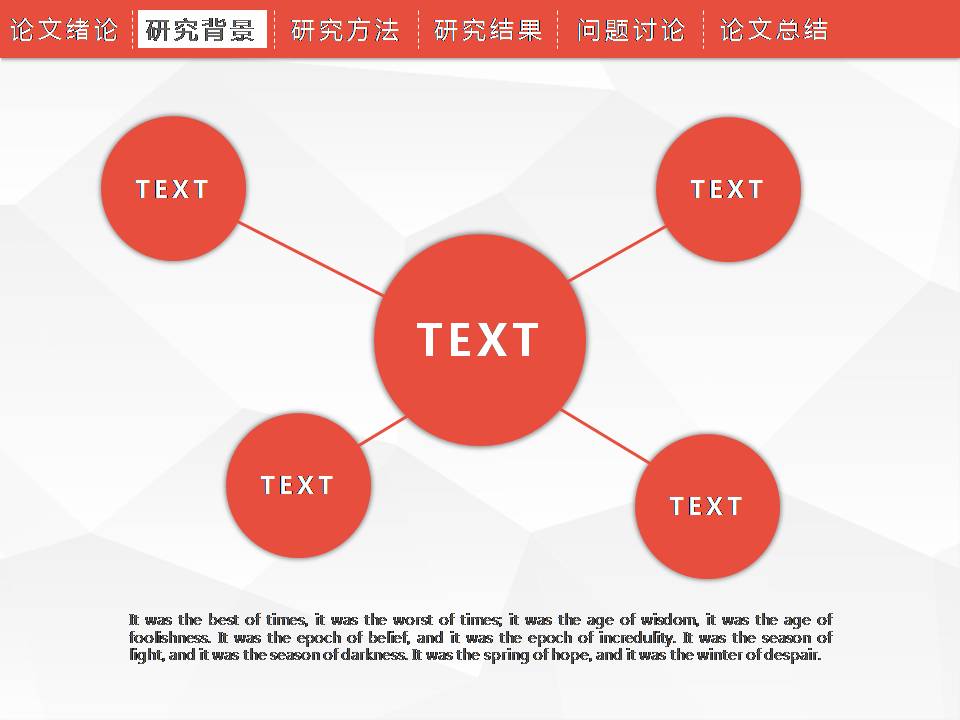 论文绪论 研究背景 研究方法 研究结果 问题讨论 论文总结
TEXT TEXT
TEXT
TEXT
TEXT
It was the best of times, it was the worst of times; it was the age of wisdom, it was the age of
foolishness. It was the epoch of belief, and it was the epoch of incredulity. It was the season of
light, and it was the season of darkness. It was the spring of hope, and it was the winter of despair.